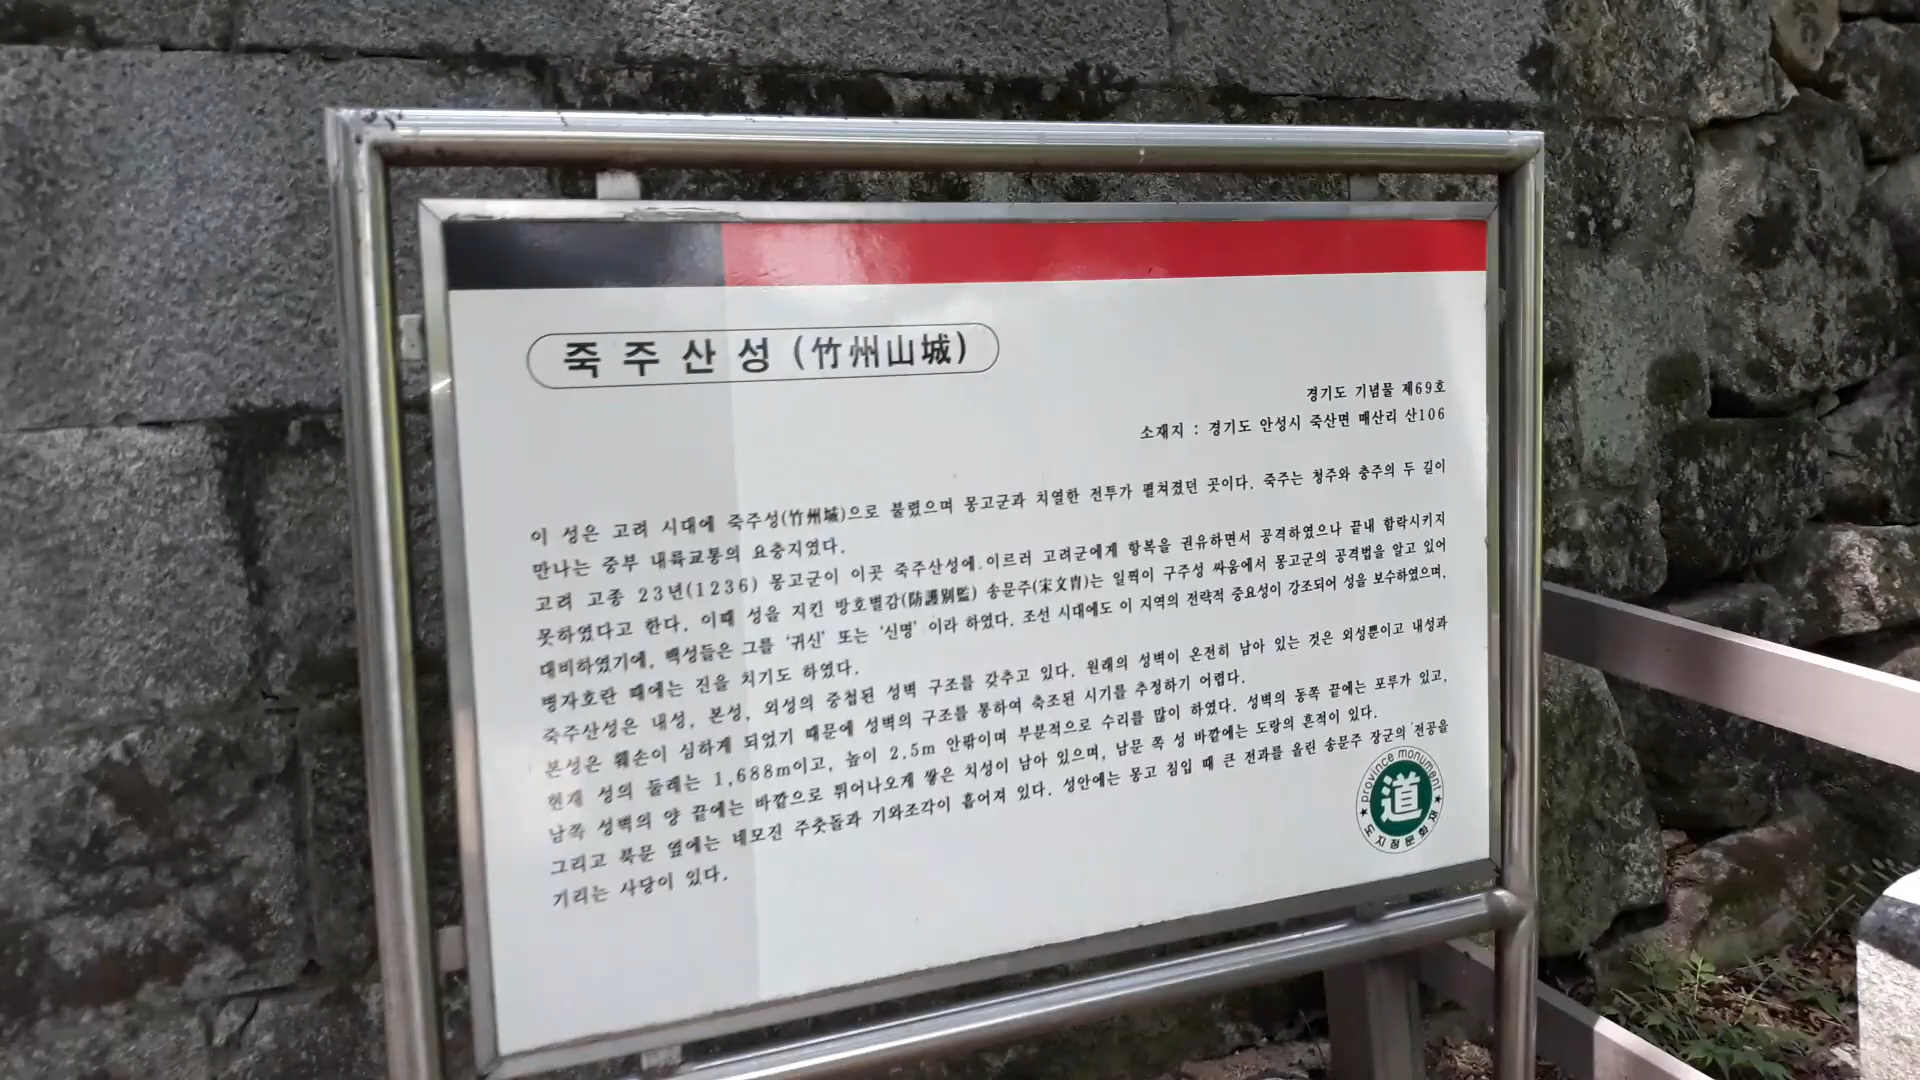 죽주산성 (竹州山城)
경기도 기념물 제69호
소재지 : 경기도 안성시 죽산면 매산리 산106
이 성은 고려 시대에 죽주성(竹州城)으로 불렸으며 몽고군과 치열한 전투가 펼쳐졌던 곳이다. 죽주는 청주와 충주의 두 길이
만나는 중부 내륙교통의 요충지였다.
고려 고종 23년(1236) 몽고군이 이곳 죽주산성에 이르러 고려군에게 항복을 권유하면서 공격하였으나 끝내 함락시키지
못하였다고 한다. 이때 성을 지킨 방호별감(防護別監) 송문주(宋文胄)는 일찍이 구주성 싸움에서 몽고군의 공격법을 알고 있어
대비하였기에, 백성들은 그를 ‘귀신’ 또는 ‘신명’ 이라 하였다. 조선 시대에도 이 지역의 전략적 중요성이 강조되어 성을 보수하였으며,
병자호란 때에는 진을 치기도 하였다.
죽주산성은 내성, 본성, 외성의 중첩된 성벽 구조를 갖추고 있다. 원래의 성벽이 온전히 남아 있는 것은 외성뿐이고 내성과
본성은 훼손이 심하게 되었기 때문에 성벽의 구조를 통하여 축조된 시기를 추정하기 어렵다.
현재 성의 둘레는 1,688m이고, 높이 2.5m 안팎이며 부분적으로 수리를 많이 하였다. 성벽의 동쪽 끝에는 포루가 있고,
남쪽 성벽의 양 끝에는 바깥으로 튀어나오게 쌓은 치성이 남아 있으며, 남문 쪽 성 바깥에는 도랑의 흔적이 있다.
그리고 북문 옆에는 네모진 주춧돌과 기와조각이 흩어져 있다. 성안에는 몽고 침입 때 큰 전과를 올린 송문주 장군의 전공을
기리는 사당이 있다.
province monument
道
도지정문화재